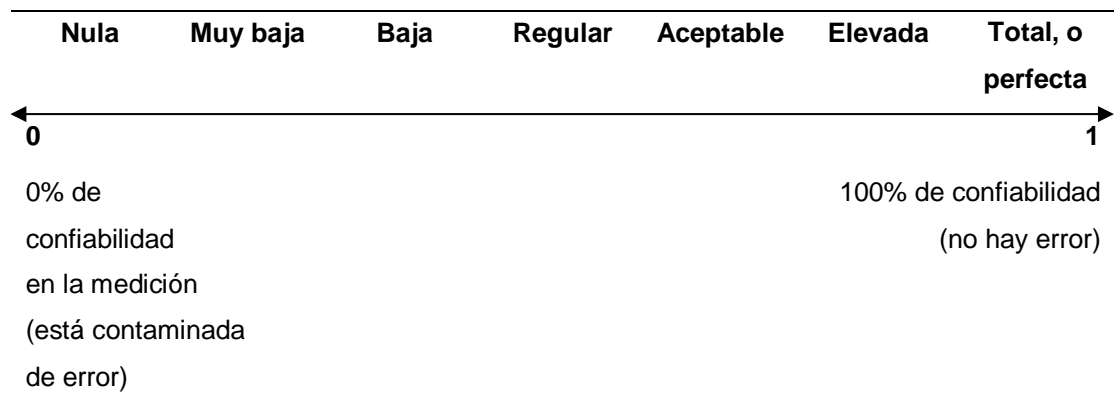 Nula Muy baja Baja Regular Aceptable Elevada Total, o
perfecta
0 1
0% de 100% de confiabilidad
confiabilidad (no hay error)
en la medición
(está contaminada
de error)